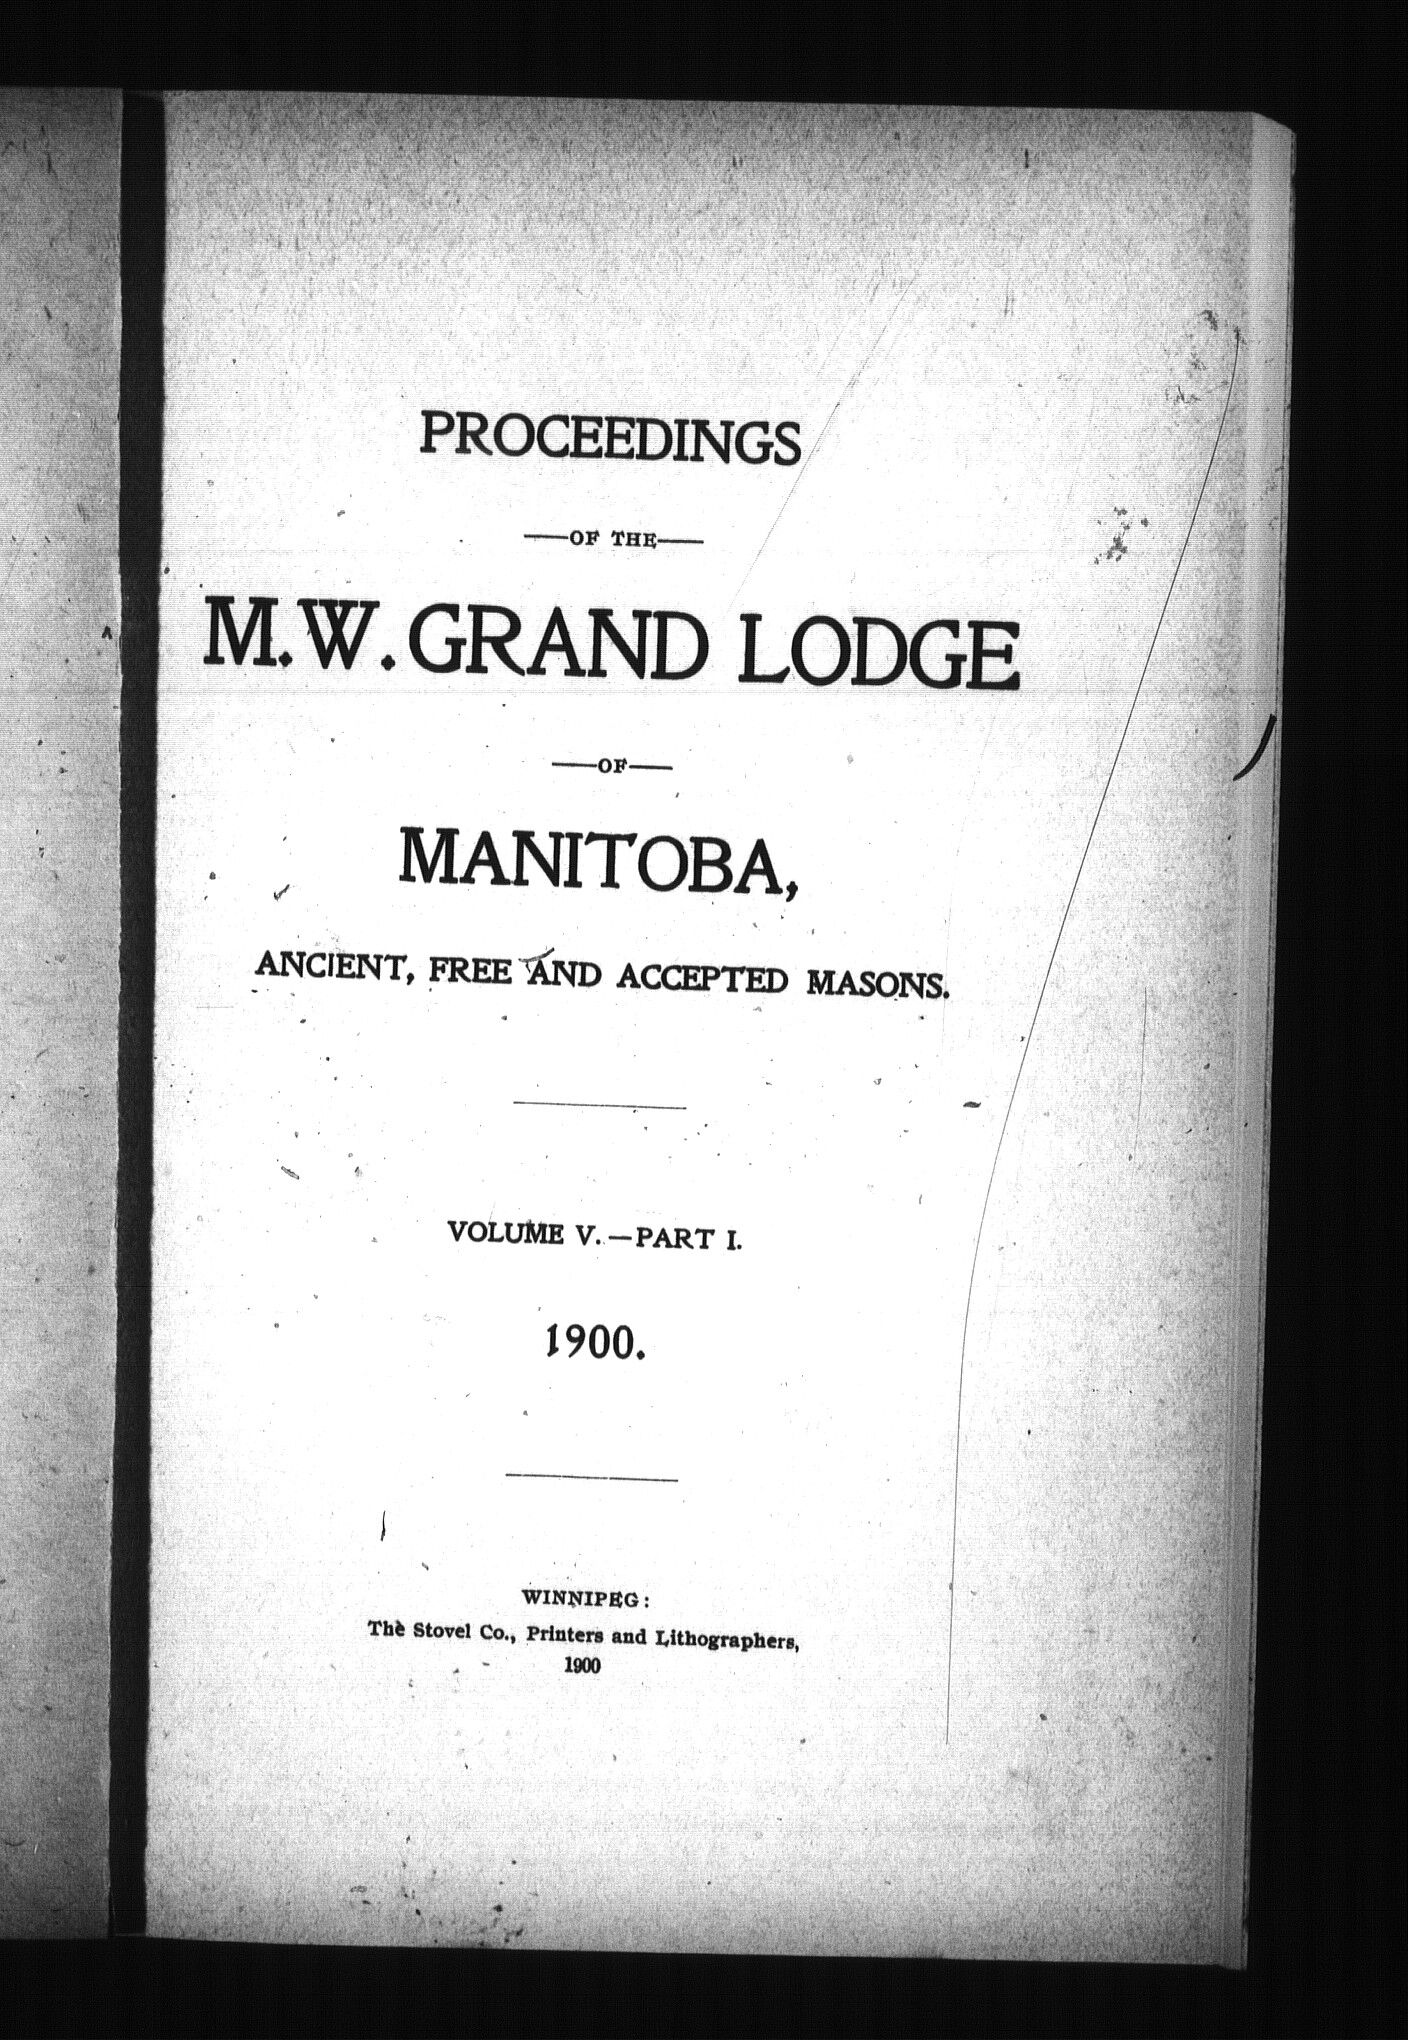 PROCEEDINGS
—OF THE—
M.W. GRAND LODGE
—OF—
MANITOBA,
ANCIENT, FREE AND ACCEPTED MASONS.
VOLUME V.—PART I.
1900.
WINNIPEG:
The Stovel Co., Printers and Lithographers,
1900